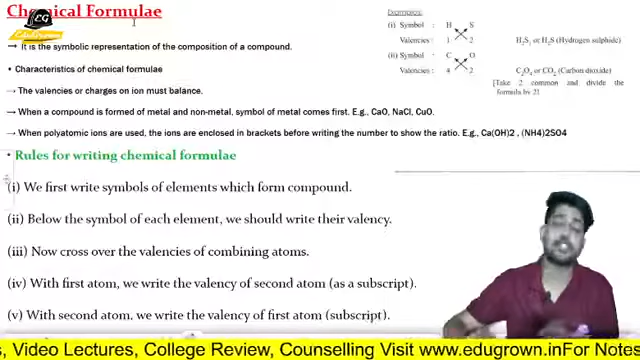 Chemical Formulae
EG
Edugrown
→ It is the symbolic representation of the composition of a compound.
• Characteristics of chemical formulae
→ The valencies or charges on ion must balance.
→ When a compound is formed of metal and non-metal, symbol of metal comes first. E.g., CaO, NaCl, CuO.
→ When polyatomic ions are used, the ions are enclosed in brackets before writing the number to show the ratio. E.g., Ca(OH)2 , (NH4)2SO4
• Rules for writing chemical formulae
(i) We first write symbols of elements which form compound.
(ii) Below the symbol of each element, we should write their valency.
(iii) Now cross over the valencies of combining atoms.
(iv) With first atom, we write the valency of second atom (as a subscript).
(v) With second atom, we write the valency of first atom (subscript).
Examples:
(i) Symbol : H S
Valencies : 1 2 H₂S₁ or H₂S (Hydrogen sulphide)
(ii) Symbol : C O
Valencies : 4 2 C₂O₄ or CO₂ (Carbon dioxide)
[Take 2 common and divide the
formula by 2]
s, Video Lectures, College Review, Counselling Visit www.edugrown.inFor Notes